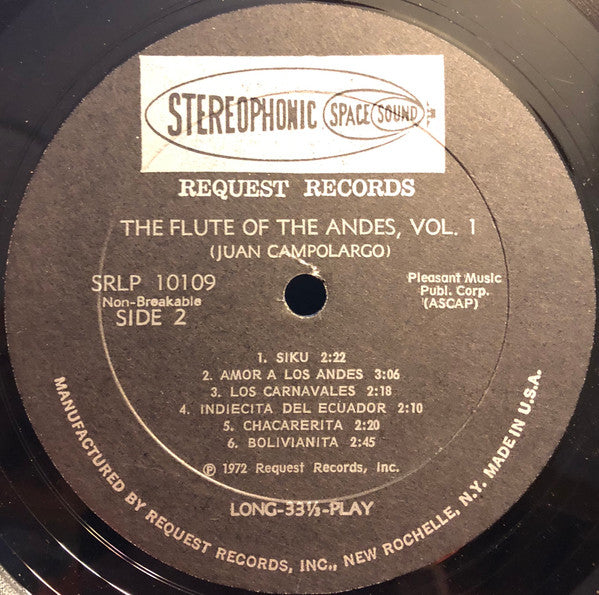 STEREOPHONIC SPACE SOUND
REQUEST RECORDS
THE FLUTE OF THE ANDES, VOL. 1
(JUAN CAMPOLARGO)
SRLP 10109
Non-Breakable
SIDE 2
Pleasant Music
Publ. Corp.
(ASCAP)
1. SIKU 2:22
2. AMOR A LOS ANDES 3:06
3. LOS CARNAVALES 2:18
4. INDIECITA DEL ECUADOR 2:10
5. CHACARERITA 2:20
6. BOLIVIANITA 2:45
℗ 1972 Request Records, Inc.
LONG-33⅓-PLAY
MANUFACTURED BY REQUEST RECORDS, INC., NEW ROCHELLE, N.Y. MADE IN U.S.A.